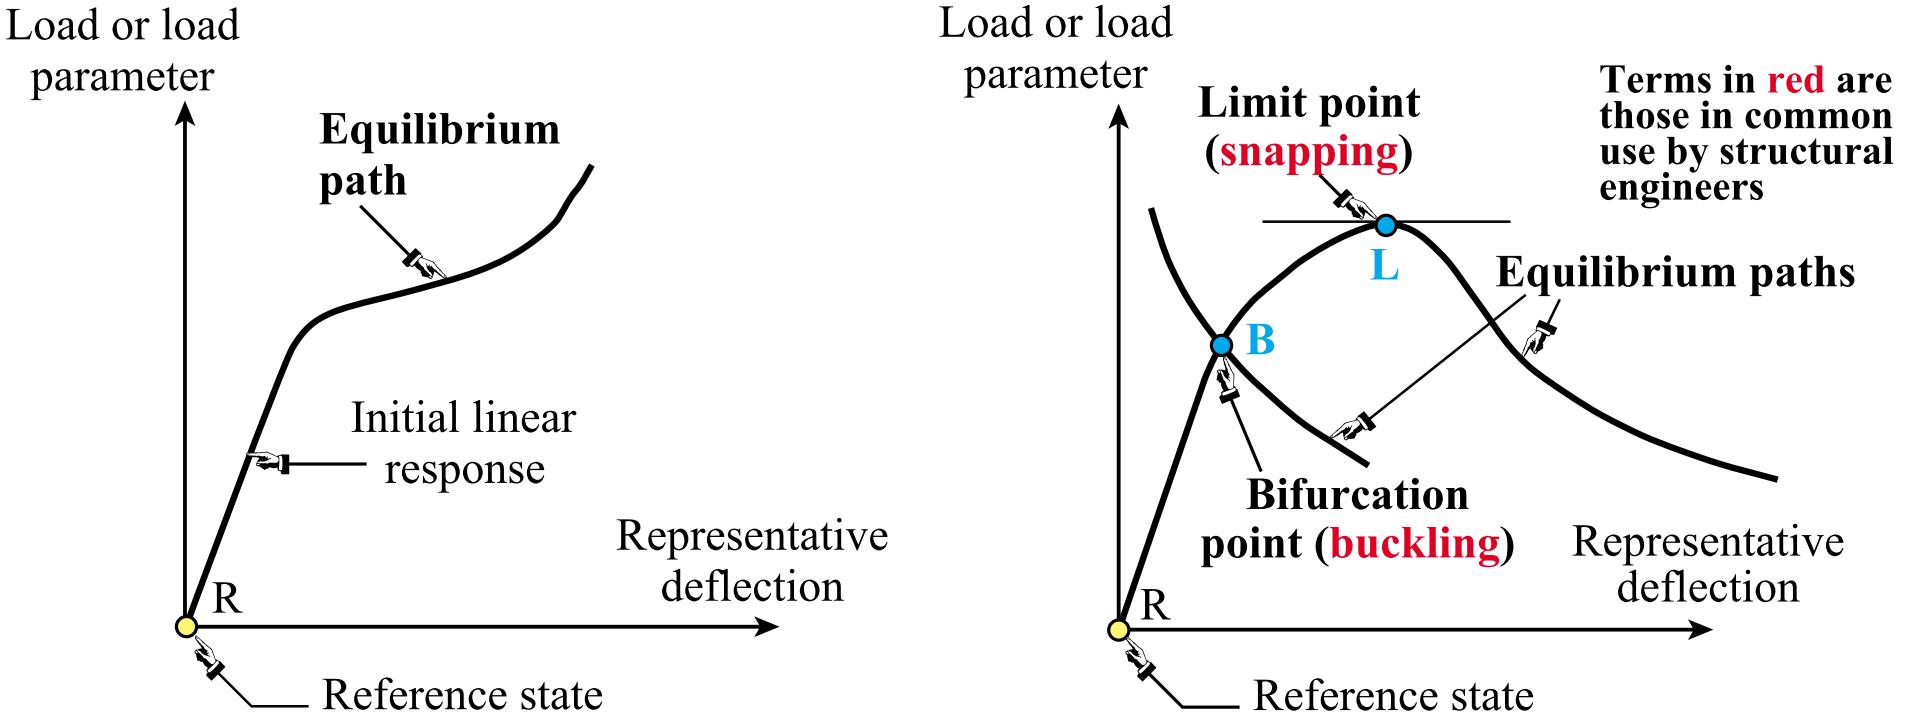 Load or load
parameter
Equilibrium
path
Initial linear
response
Representative
deflection
R
Reference state
Load or load
parameter
Limit point
(snapping)
Terms in red are
those in common
use by structural
engineers
L
Equilibrium paths
B
Bifurcation
point (buckling)
Representative
deflection
R
Reference state